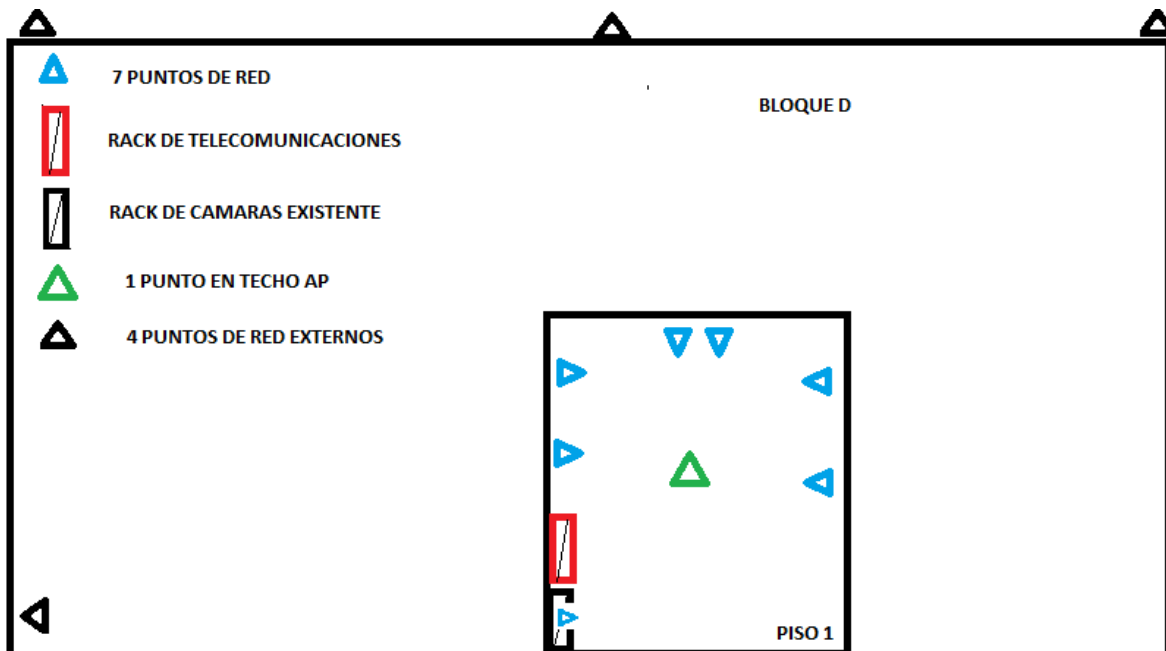 7 PUNTOS DE RED
BLOQUE D
RACK DE TELECOMUNICACIONES
RACK DE CAMARAS EXISTENTE
1 PUNTO EN TECHO AP
4 PUNTOS DE RED EXTERNOS
PISO 1